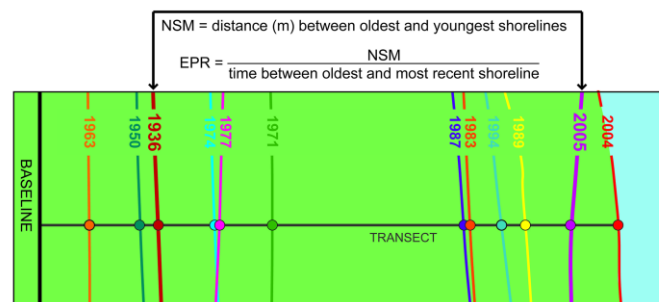 NSM = distance (m) between oldest and youngest shorelines
EPR = NSM
time between oldest and most recent shoreline
BASELINE
1963
1950
1936
1974
1977
1971
1987
1983
1994
1989
2005
2004
TRANSECT